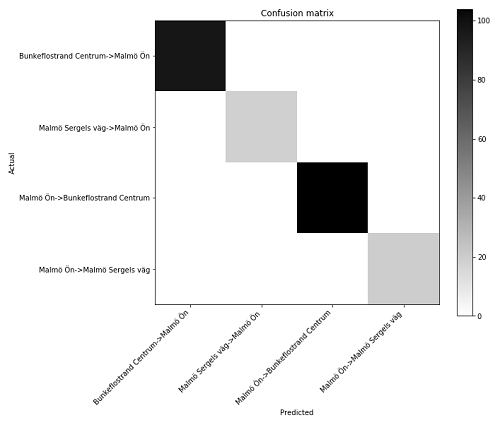 Confusion matrix
Bunkeflostrand Centrum->Malmö Ön
Malmö Sergels väg->Malmö Ön
Malmö Ön->Bunkeflostrand Centrum
Malmö Ön->Malmö Sergels väg
Actual
Bunkeflostrand Centrum->Malmö Ön
Malmö Sergels väg->Malmö Ön
Malmö Ön->Bunkeflostrand Centrum
Malmö Ön->Malmö Sergels väg
Predicted
100
80
60
40
20
0